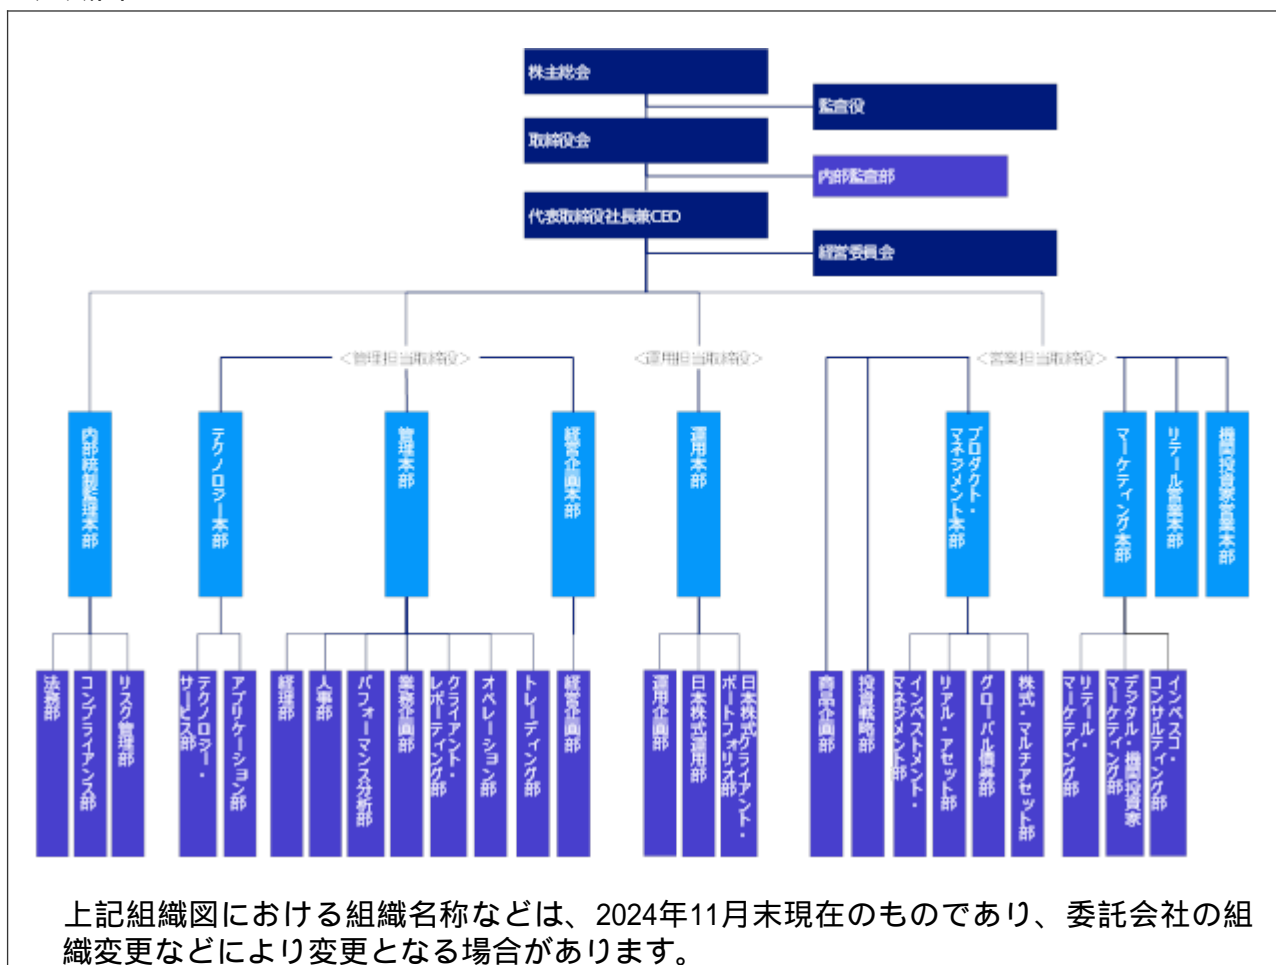 株主総会
監査役
取締役会
内部監査部
代表取締役社長兼CEO
経営委員会
<管理担当取締役>
<運用担当取締役>
<営業担当取締役>
内部統制監理本部
テクノロジー本部
管理本部
経営企画本部
運用本部
プロダクト・
マネジメント本部
マーケティング本部
リテール営業本部
機関投資家営業本部
法務部
コンプライアンス部
リスク管理部
テクノロジー・
サービス部
アプリケーション部
経理部
人事部
パフォーマンス分析部
業務企画部
クライアント・
レポーティング部
オペレーション部
トレーディング部
経営企画部
運用企画部
日本株式運用部
日本株式クライアント・
ポートフォリオ部
商品企画部
投資戦略部
インベストメント・
マネジメント部
リアル・アセット部
グローバル債券部
株式・マルチアセット部
リテール・
マーケティング部
デジタル・機関投資家
マーケティング部
インベスコ・
コンサルティング部
上記組織図における組織名称などは、2024年11月末現在のものであり、委託会社の組
織変更などにより変更となる場合があります。